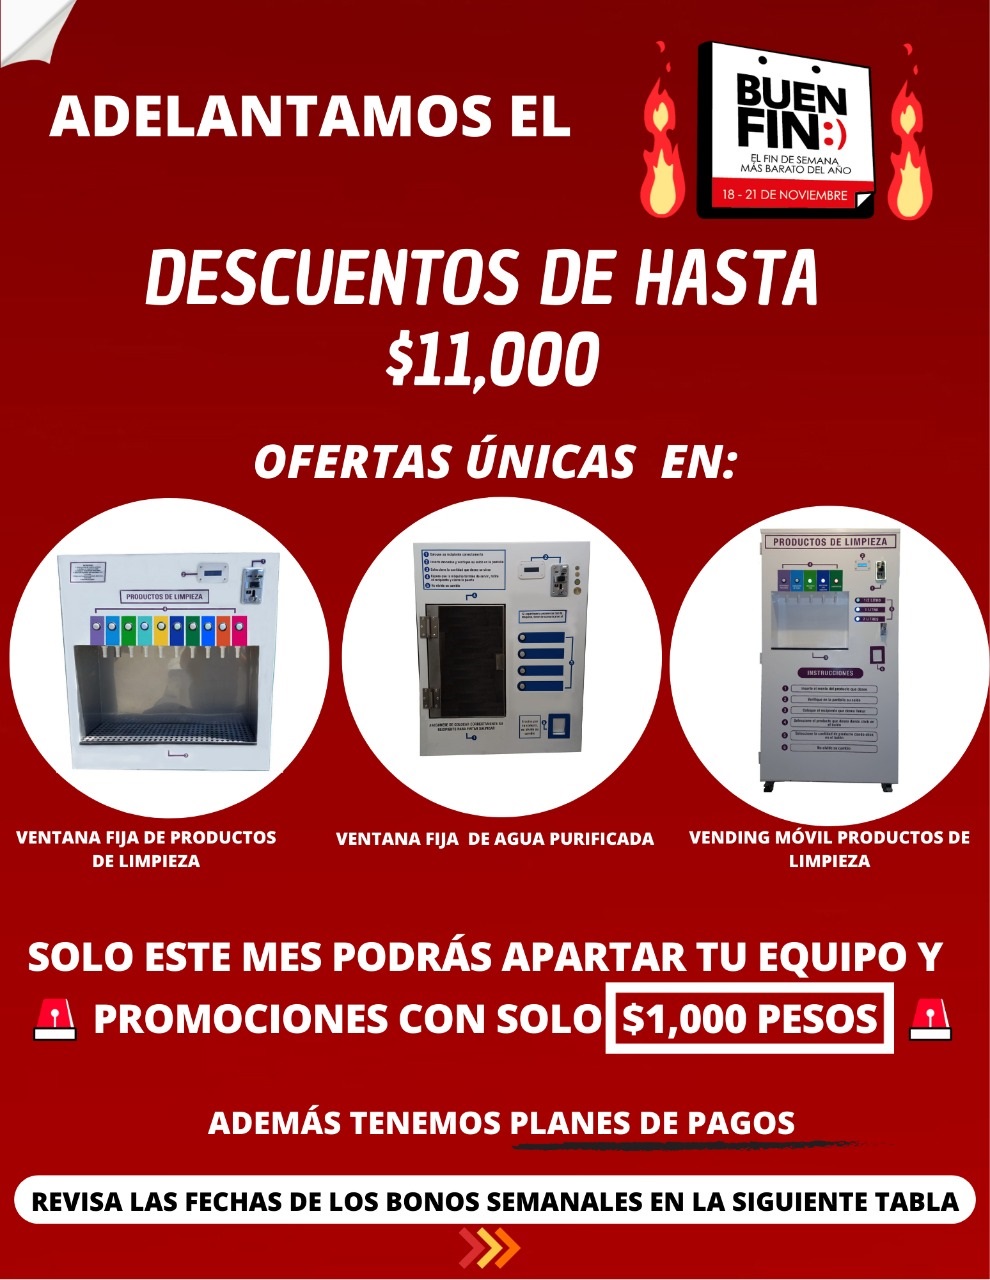 ADELANTAMOS EL
BUEN
FIN:)
EL FIN DE SEMANA
MÁS BARATO DEL AÑO
18 - 21 DE NOVIEMBRE
DESCUENTOS DE HASTA
$11,000
OFERTAS ÚNICAS EN:
PRODUCTOS DE LIMPIEZA
PRODUCTOS DE LIMPIEZA
INSTRUCCIONES
VENTANA FIJA DE PRODUCTOS
DE LIMPIEZA
VENTANA FIJA DE AGUA PURIFICADA
VENDING MÓVIL PRODUCTOS DE
LIMPIEZA
SOLO ESTE MES PODRÁS APARTAR TU EQUIPO Y
PROMOCIONES CON SOLO $1,000 PESOS
ADEMÁS TENEMOS PLANES DE PAGOS
REVISA LAS FECHAS DE LOS BONOS SEMANALES EN LA SIGUIENTE TABLA